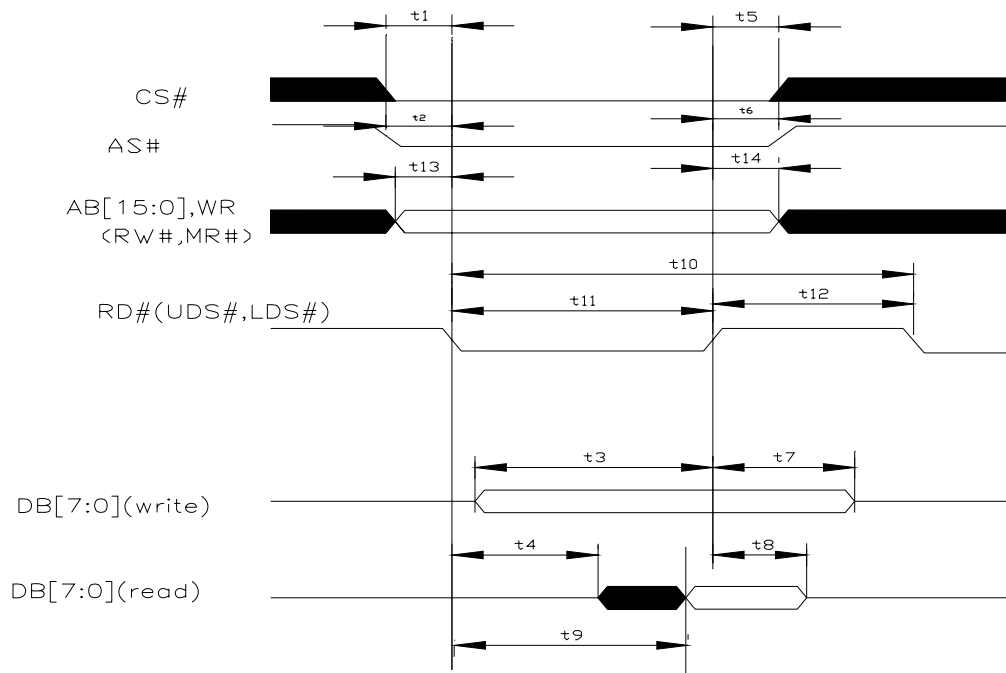 t1 t5
CS#
t2 t6
AS#
t13 t14
AB[15:0],WR
(RW#,MR#)
t10
t11 t12
RD#(UDS#,LDS#)
t3 t7
DB[7:0](write)
t4 t8
DB[7:0](read)
t9